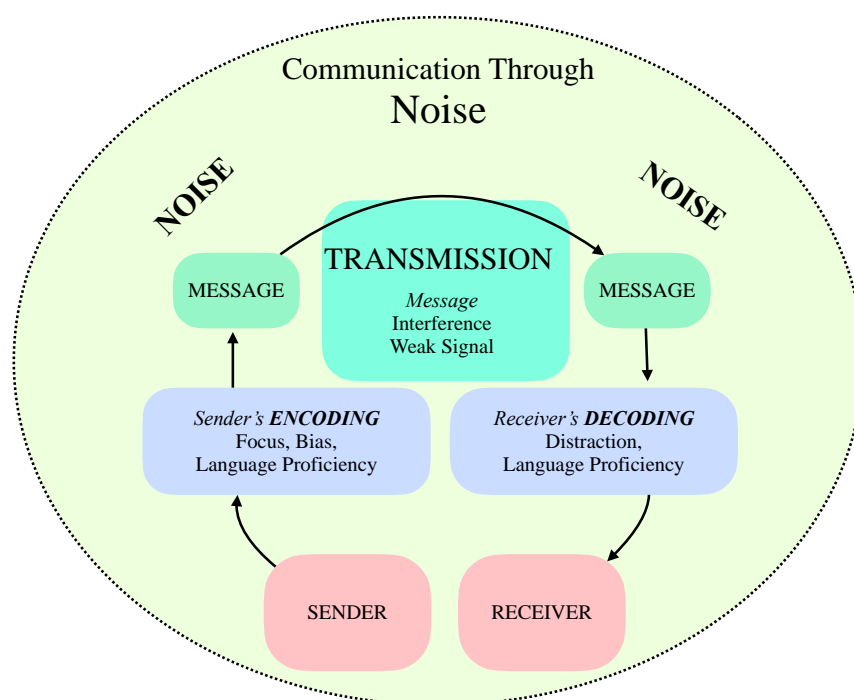 Communication Through
Noise
NOISE
NOISE
TRANSMISSION
Message
Interference
Weak Signal
MESSAGE
MESSAGE
Sender’s ENCODING
Focus, Bias,
Language Proficiency
Receiver’s DECODING
Distraction,
Language Proficiency
SENDER
RECEIVER